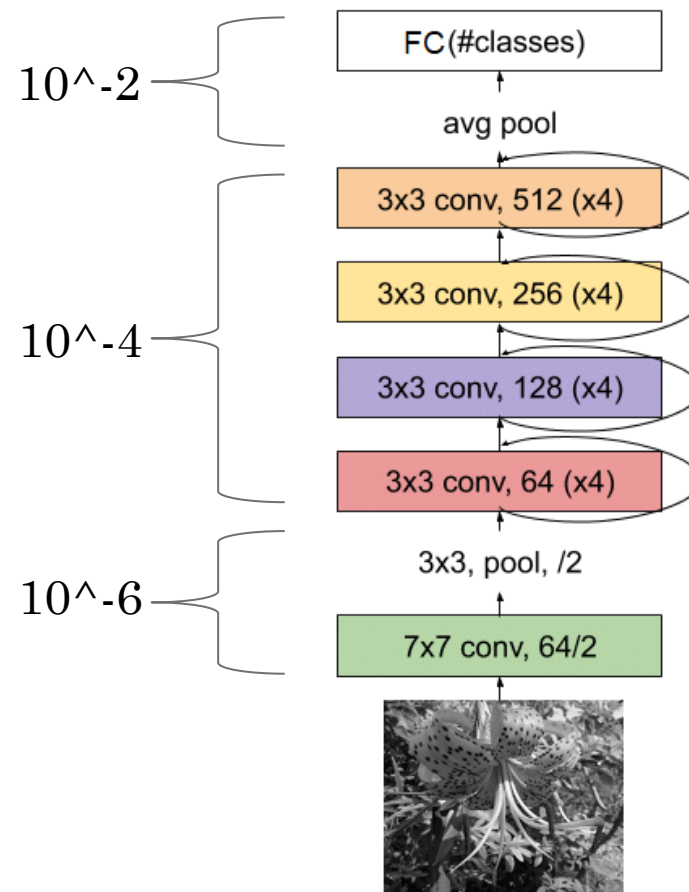 FC(#classes)
10^-2
avg pool
3x3 conv, 512 (x4)
3x3 conv, 256 (x4)
10^-4
3x3 conv, 128 (x4)
3x3 conv, 64 (x4)
3x3, pool, /2
10^-6
7x7 conv, 64/2